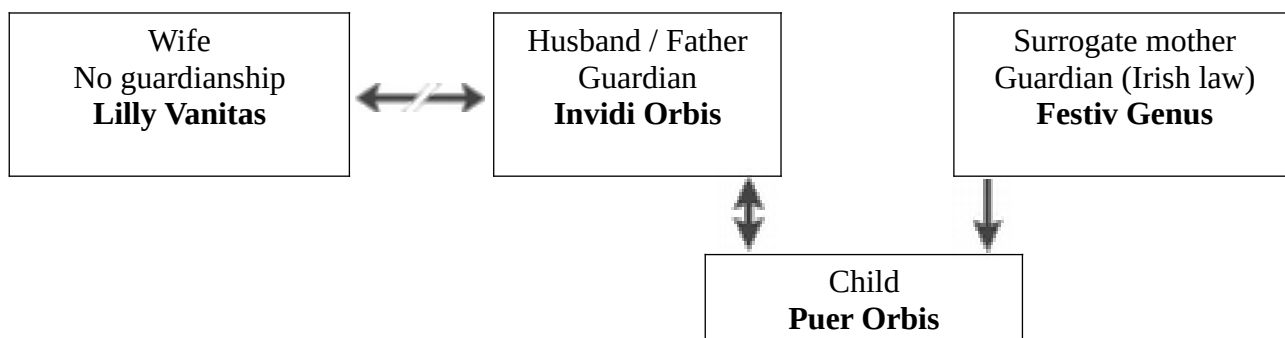 Wife
No guardianship
Lilly Vanitas
Husband / Father
Guardian
Invidi Orbis
Surrogate mother
Guardian (Irish law)
Festiv Genus
Child
Puer Orbis